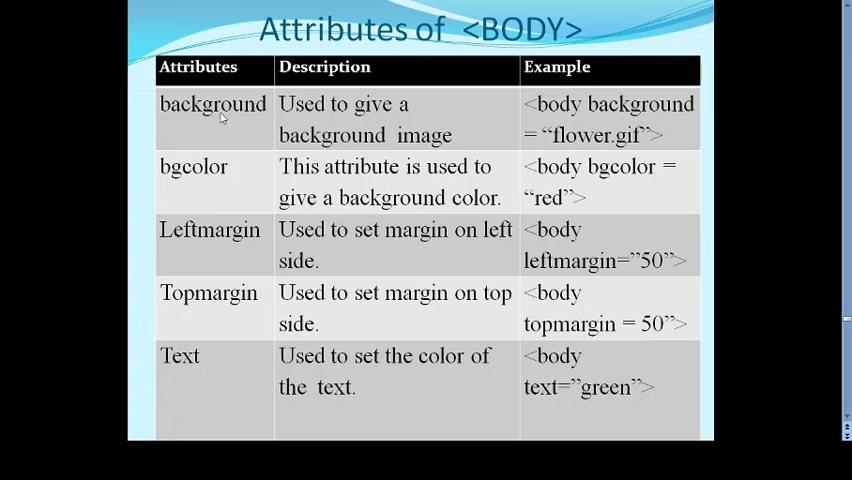 Attributes of <BODY>
Attributes Description Example
background Used to give a <body background
background image = “flower.gif”>
bgcolor This attribute is used to <body bgcolor =
give a background color. “red”>
Leftmargin Used to set margin on left <body
side. leftmargin=”50”>
Topmargin Used to set margin on top <body
side. topmargin = 50”>
Text Used to set the color of <body
the text. text=”green”>